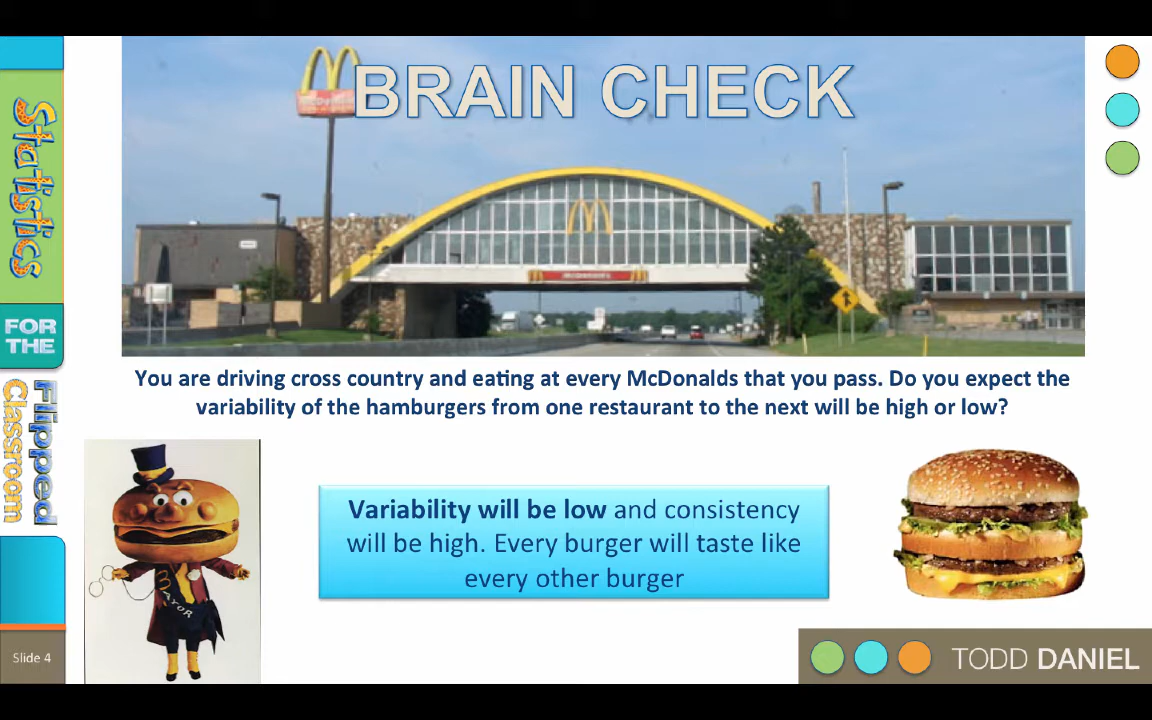 BRAIN CHECK
McDonald's
You are driving cross country and eating at every McDonalds that you pass. Do you expect the
variability of the hamburgers from one restaurant to the next will be high or low?
Variability will be low and consistency
will be high. Every burger will taste like
every other burger
MAYOR
Statistics
FOR
THE
Flipped
Classroom
Slide 4
TODD DANIEL